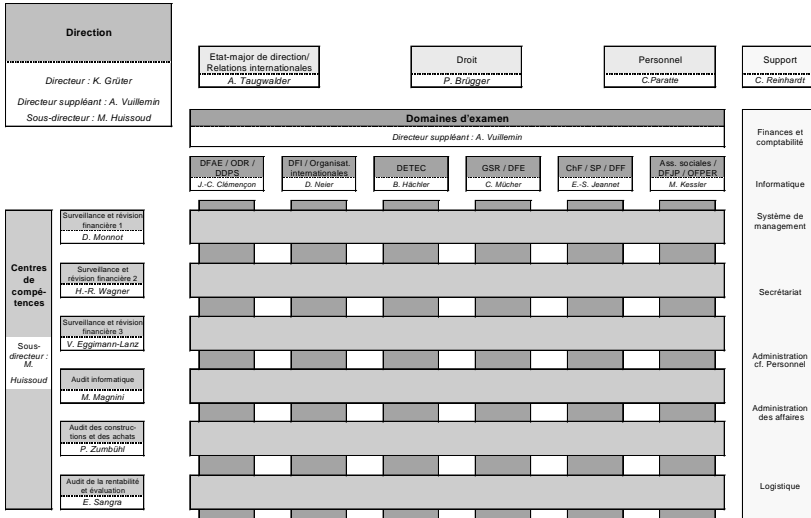 Direction
Directeur : K. Grüter
Directeur suppléant : A. Vuillemin
Sous-directeur : M. Huissoud
Etat-major de direction/
Relations internationales
A. Taugwalder
Droit
P. Brügger
Personnel
C.Paratte
Support
C. Reinhardt
Domaines d'examen
Directeur suppléant : A. Vuillemin
DFAE / ODR /
DDPS
J.-C. Clémençon
DFI / Organisat.
internationales
D. Neier
DETEC
B. Hächler
GSR / DFE
C. Mücher
ChF / SP / DFF
E.-S. Jeannet
Ass. sociales /
DFJP / OFPER
M. Kessler
Finances et
comptabilité
Informatique
Système de
management
Secrétariat
Administration
cf. Personnel
Administration
des affaires
Logistique
Centres
de
compé-
tences
Sous-
directeur :
M.
Huissoud
Surveillance et révision
financière 1
D. Monnot
Surveillance et
révision financière 2
H.-R. Wagner
Surveillance et révision
financière 3
V. Eggimann-Lanz
Audit informatique
M. Magnini
Audit des construc-
tions et des achats
P. Zumbühl
Audit de la rentabilité
et évaluation
E. Sangra